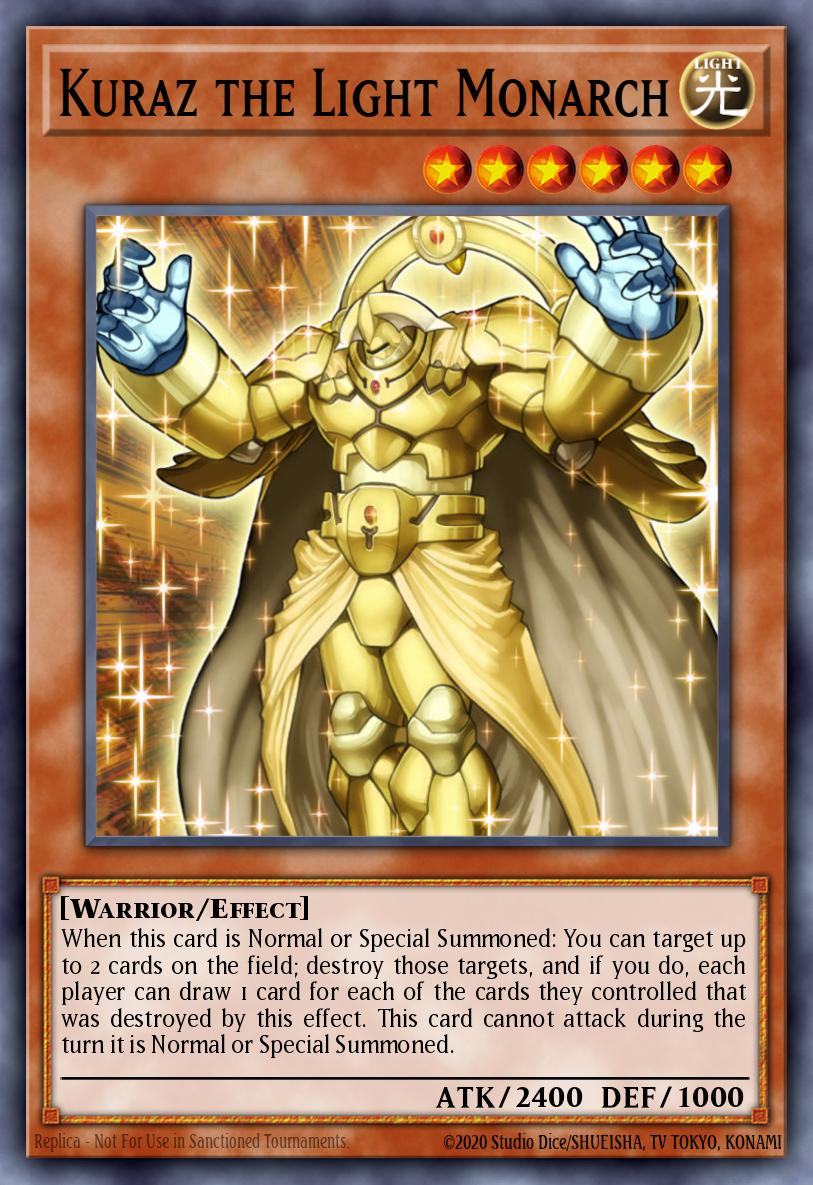 Kuraz the Light Monarch
LIGHT
光
[Warrior/Effect]
When this card is Normal or Special Summoned: You can target up
to 2 cards on the field; destroy those targets, and if you do, each
player can draw 1 card for each of the cards they controlled that
was destroyed by this effect. This card cannot attack during the
turn it is Normal or Special Summoned.
ATK/2400 DEF/1000
Replica - Not For Use in Sanctioned Tournaments.
©2020 Studio Dice/SHUEISHA, TV TOKYO, KONAMI